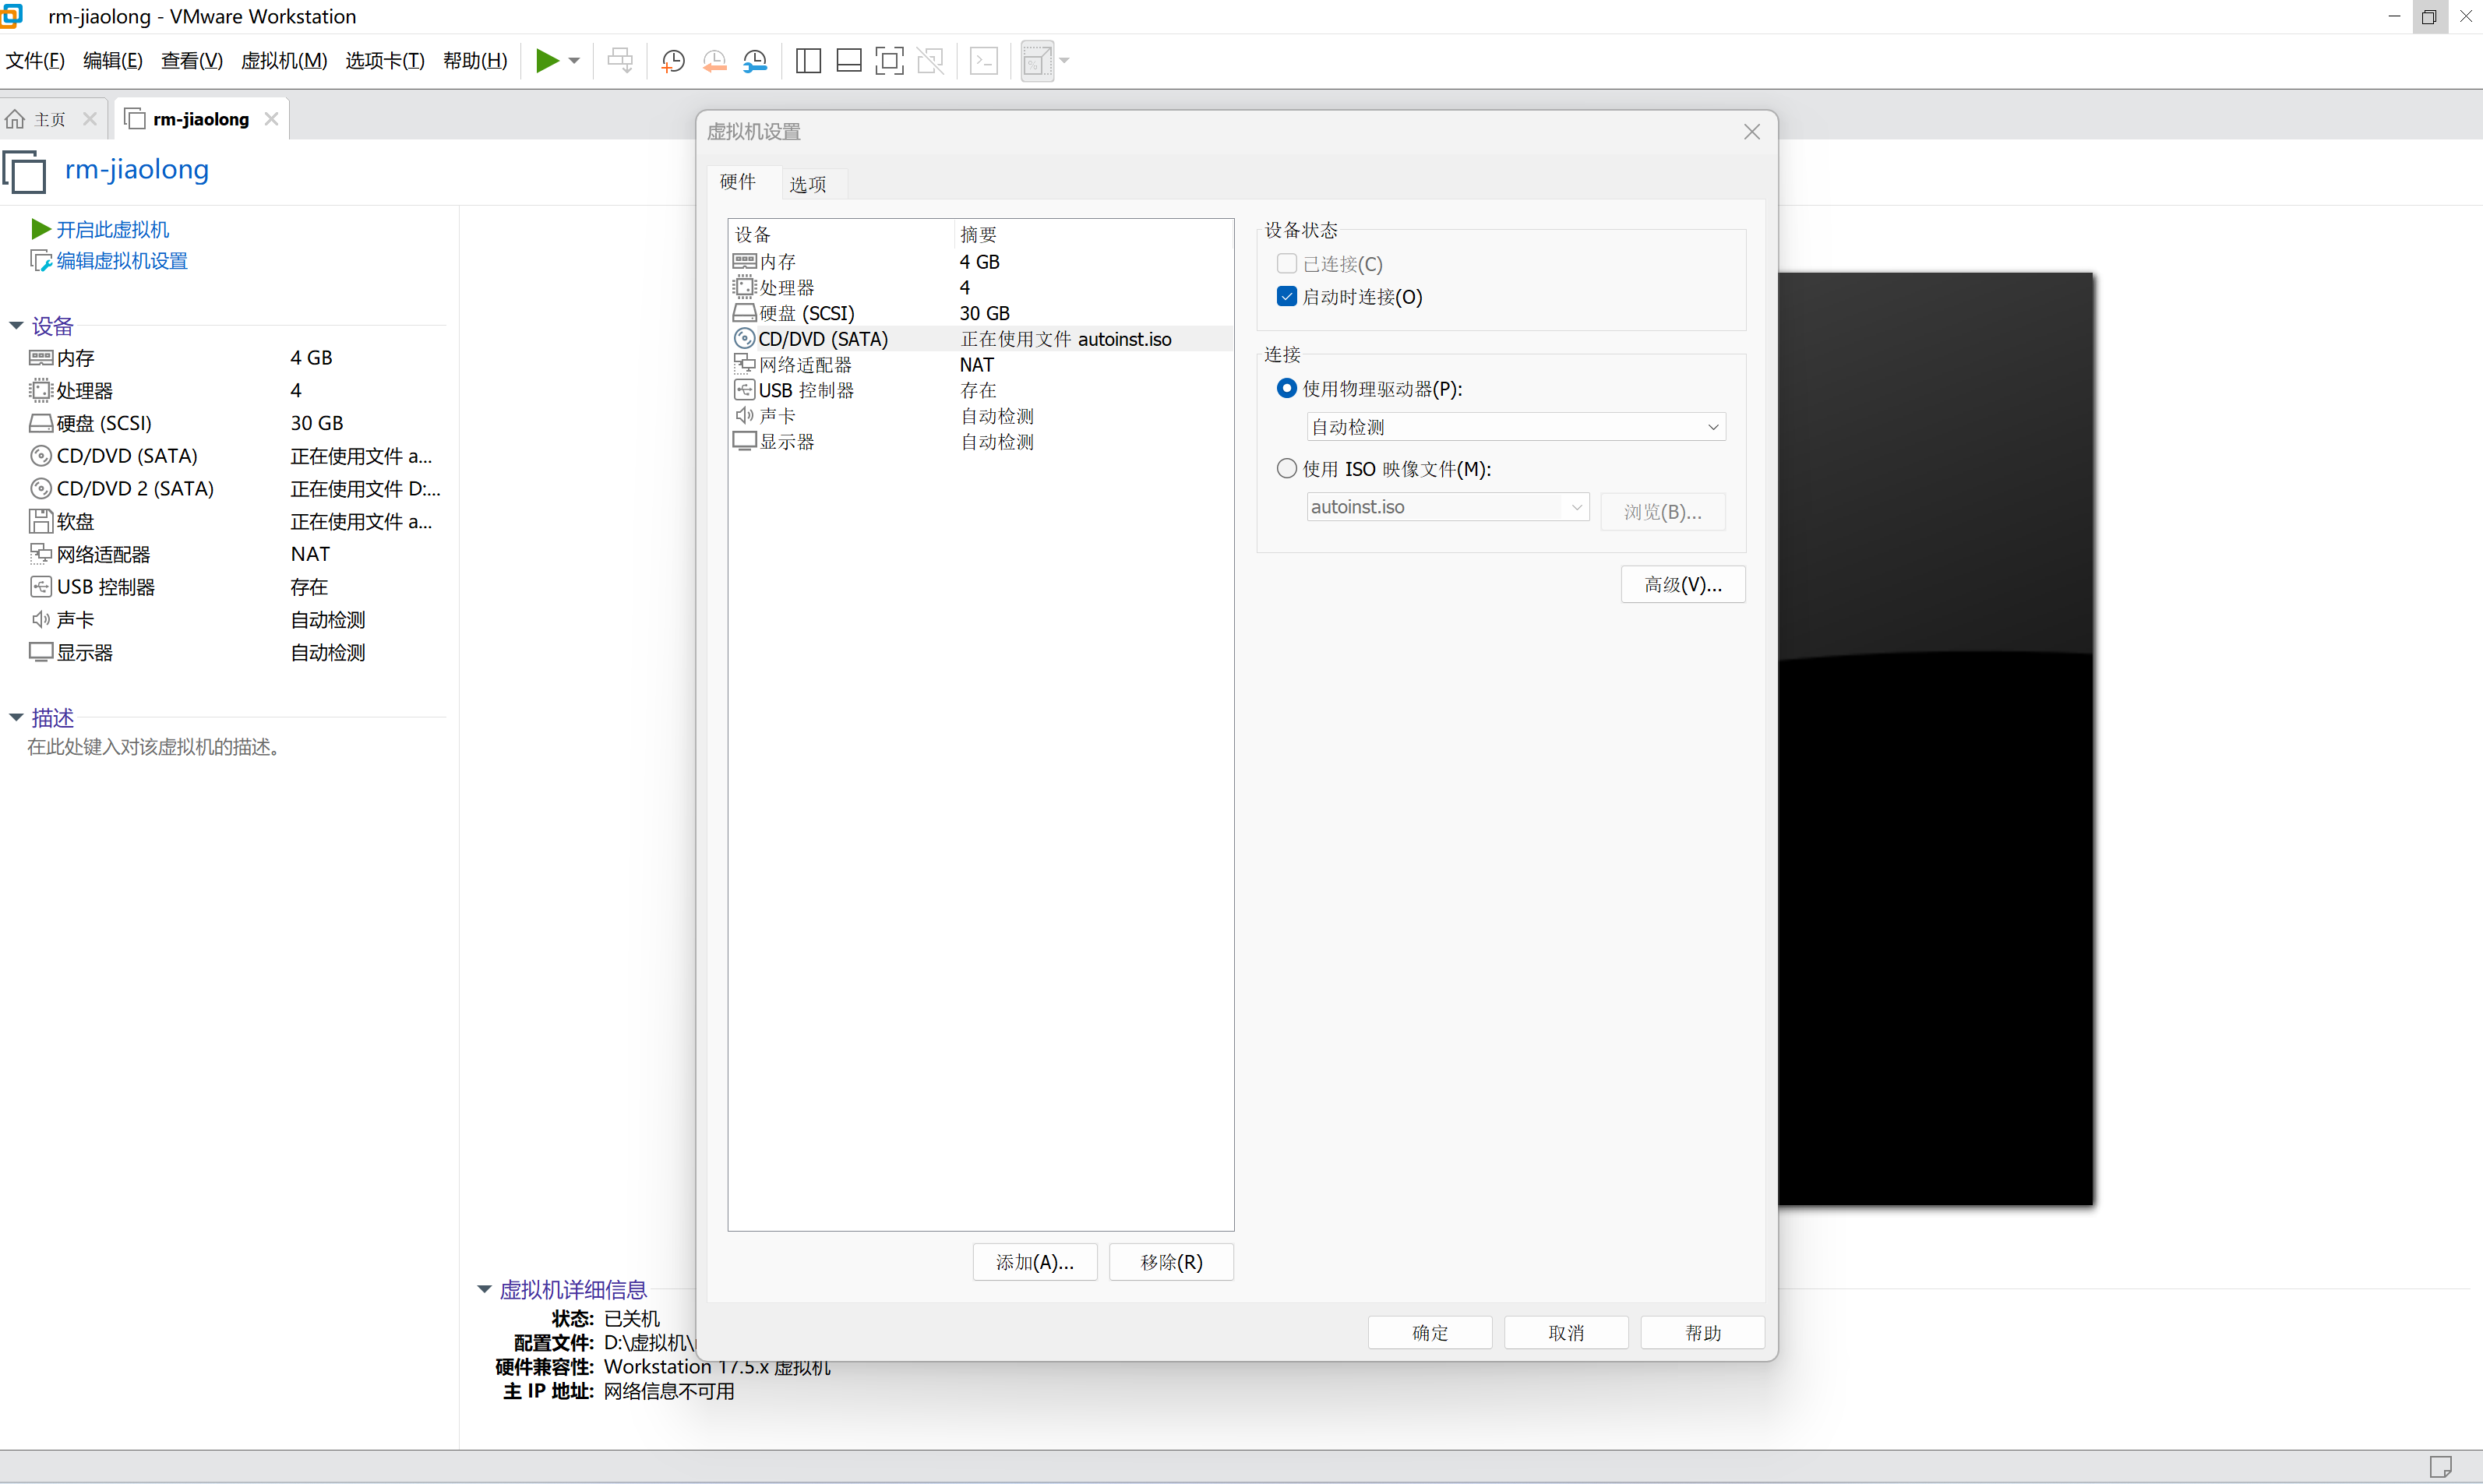 rm-jiaolong - VMware Workstation
文件(F) 编辑(E) 查看(V) 虚拟机(M) 选项卡(T) 帮助(H)
主页 rm-jiaolong
rm-jiaolong
开启此虚拟机
编辑虚拟机设置
设备
内存 4 GB
处理器 4
硬盘 (SCSI) 30 GB
CD/DVD (SATA) 正在使用文件 a...
CD/DVD 2 (SATA) 正在使用文件 D:...
软盘 正在使用文件 a...
网络适配器 NAT
USB 控制器 存在
声卡 自动检测
显示器 自动检测
描述
在此处键入对该虚拟机的描述。
虚拟机设置
硬件 选项
设备 摘要
内存 4 GB
处理器 4
硬盘 (SCSI) 30 GB
CD/DVD (SATA) 正在使用文件 autoinst.iso
网络适配器 NAT
USB 控制器 存在
声卡 自动检测
显示器 自动检测
添加(A)... 移除(R)
设备状态
已连接(C)
启动时连接(O)
连接
使用物理驱动器(P):
自动检测
使用 ISO 映像文件(M):
autoinst.iso 浏览(B)...
高级(V)...
确定 取消 帮助
虚拟机详细信息
状态: 已关机
配置文件: D:\虚拟机\
硬件兼容性: Workstation 17.5.x 虚拟机
主 IP 地址: 网络信息不可用